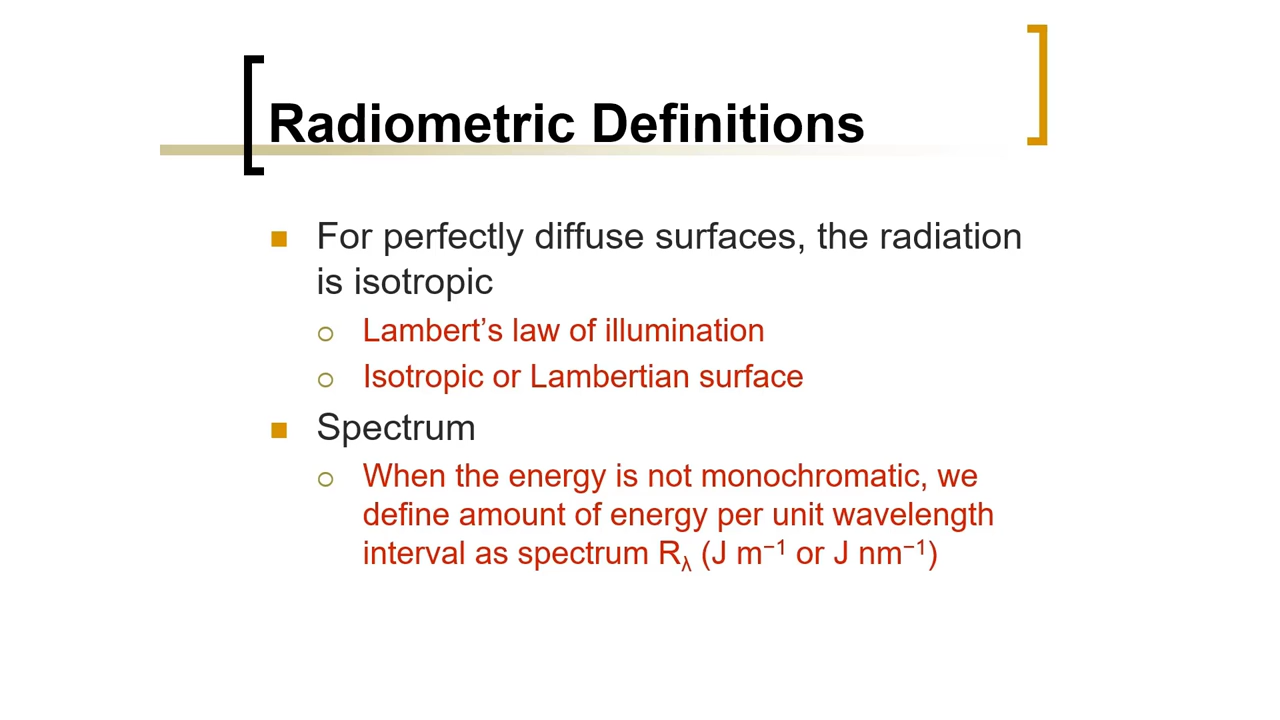 Radiometric Definitions
For perfectly diffuse surfaces, the radiation
is isotropic
Lambert’s law of illumination
Isotropic or Lambertian surface
Spectrum
When the energy is not monochromatic, we
define amount of energy per unit wavelength
interval as spectrum Rλ (J m⁻¹ or J nm⁻¹)